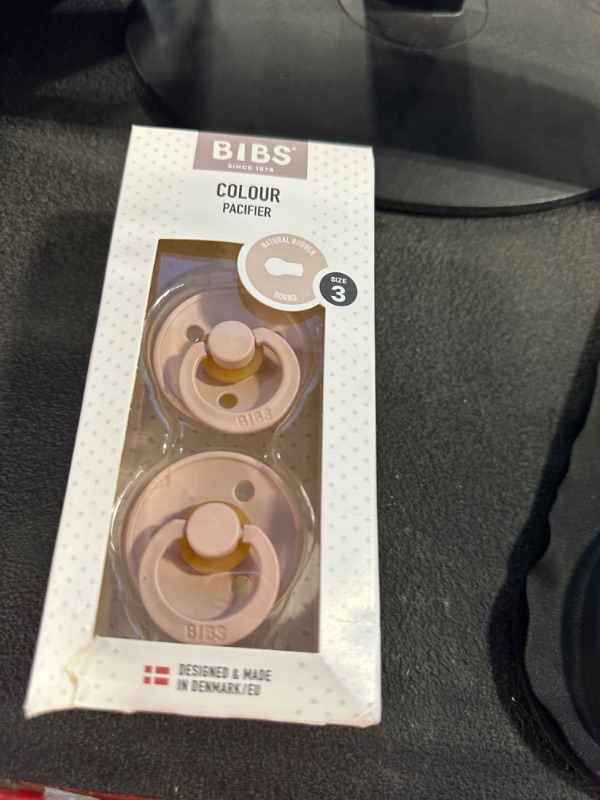 BIBS
SINCE 1978
COLOUR
PACIFIER
NATURAL RUBBER
ROUND
SIZE
3
BIBS
BIBS
DESIGNED & MADE
IN DENMARK/EU